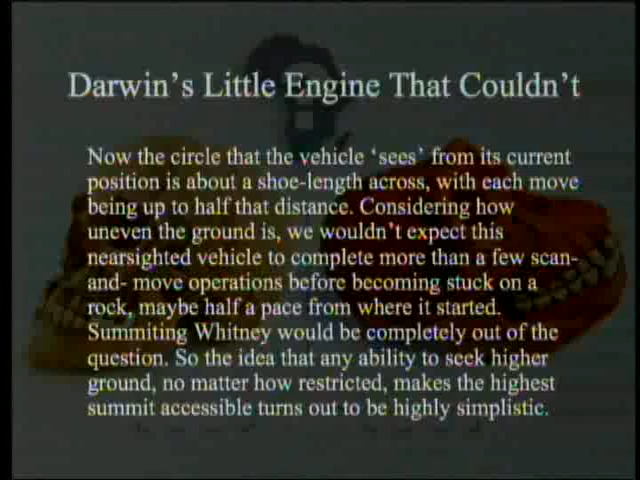 Darwin's Little Engine That Couldn't
Now the circle that the vehicle 'sees' from its current
position is about a shoe-length across, with each move
being up to half that distance. Considering how
uneven the ground is, we wouldn't expect this
nearsighted vehicle to complete more than a few scan-
and- move operations before becoming stuck on a
rock, maybe half a pace from where it started.
Summiting Whitney would be completely out of the
question. So the idea that any ability to seek higher
ground, no matter how restricted, makes the highest
summit accessible turns out to be highly simplistic.